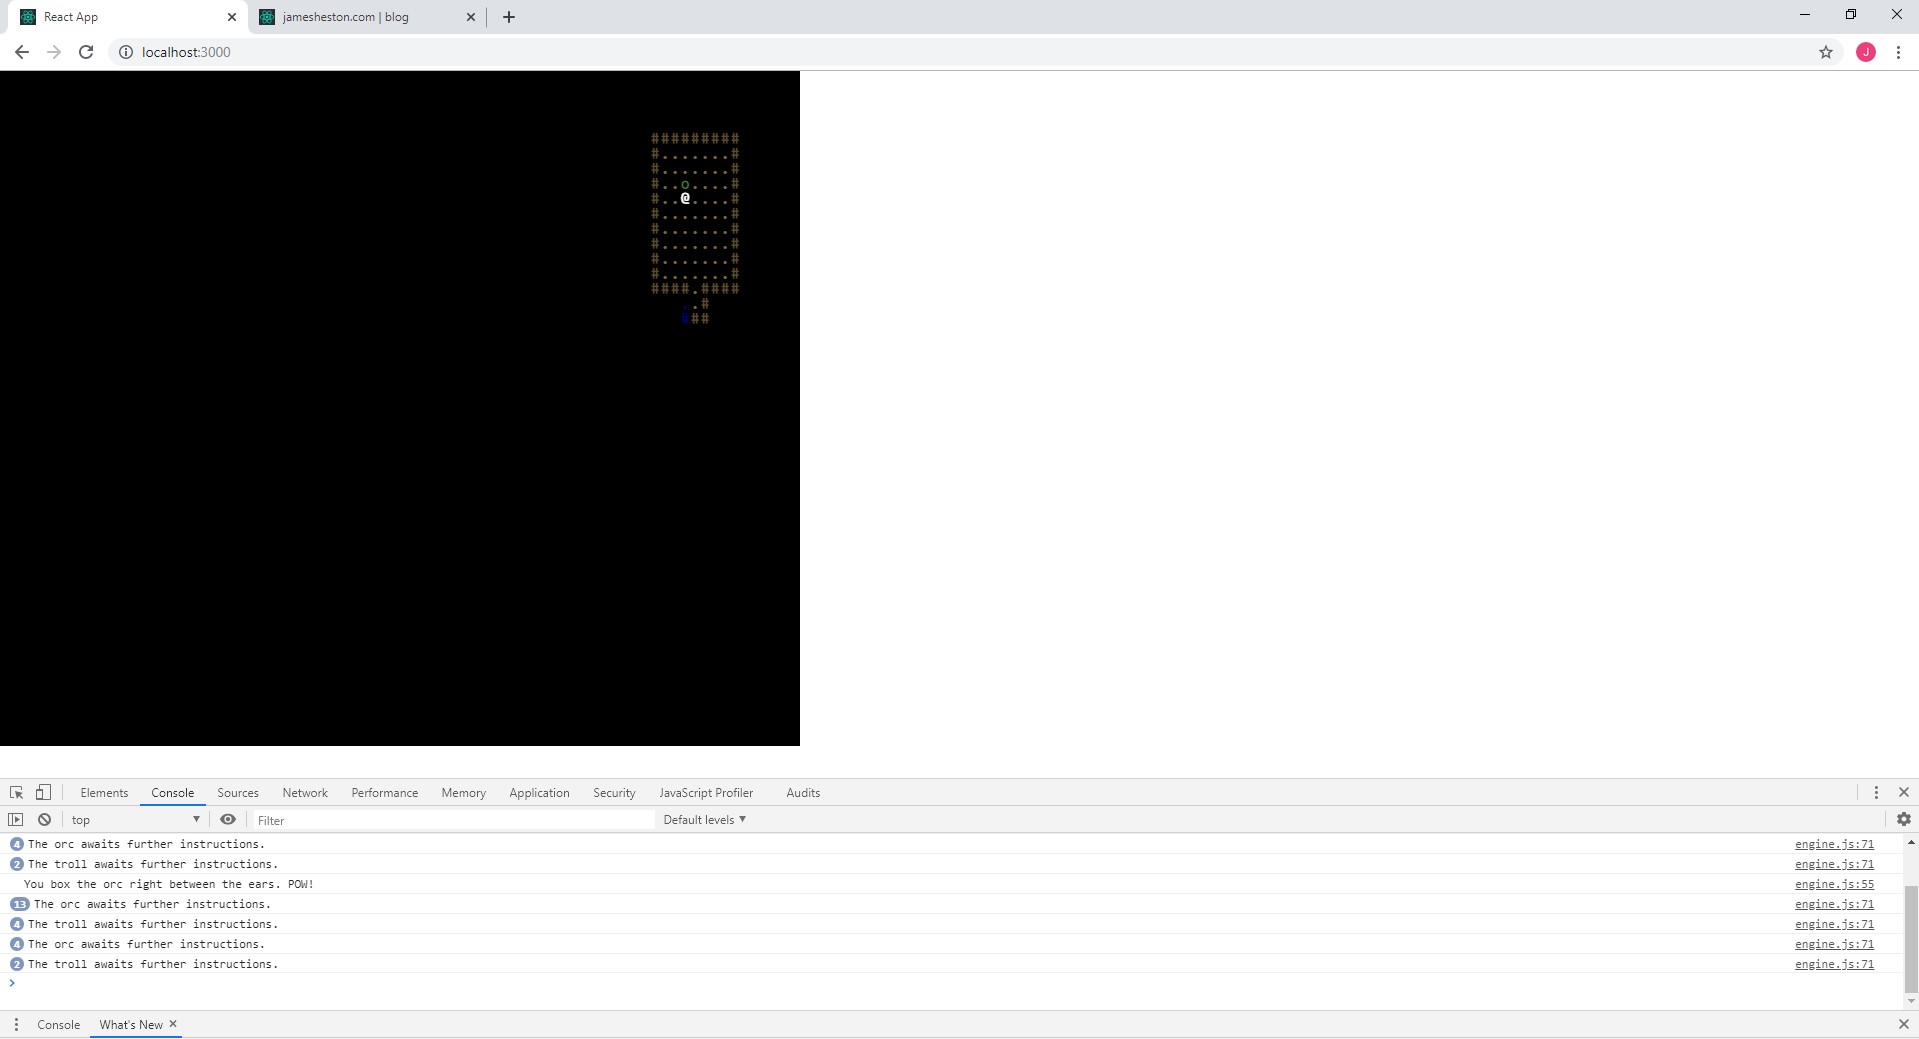 React App
jamesheston.com | blog
localhost:3000
J
#########
#.......#
#.......#
#..o....#
#..@....#
#.......#
#.......#
#.......#
#.......#
#.......#
####.####
.#
###
Elements Console Sources Network Performance Memory Application Security JavaScript Profiler Audits
top Filter Default levels
4 The orc awaits further instructions. engine.js:71
2 The troll awaits further instructions. engine.js:71
You box the orc right between the ears. POW! engine.js:55
13 The orc awaits further instructions. engine.js:71
4 The troll awaits further instructions. engine.js:71
4 The orc awaits further instructions. engine.js:71
2 The troll awaits further instructions. engine.js:71
>
Console What's New